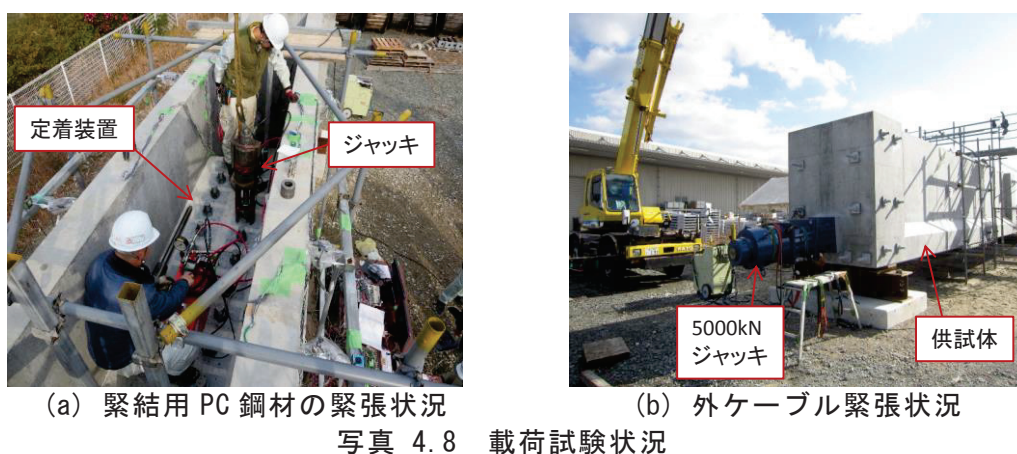 定着装置
ジャッキ
5000kN
ジャッキ
供試体
(a) 緊結用 PC 鋼材の緊張状況
(b) 外ケーブル緊張状況
写真 4.8 載荷試験状況